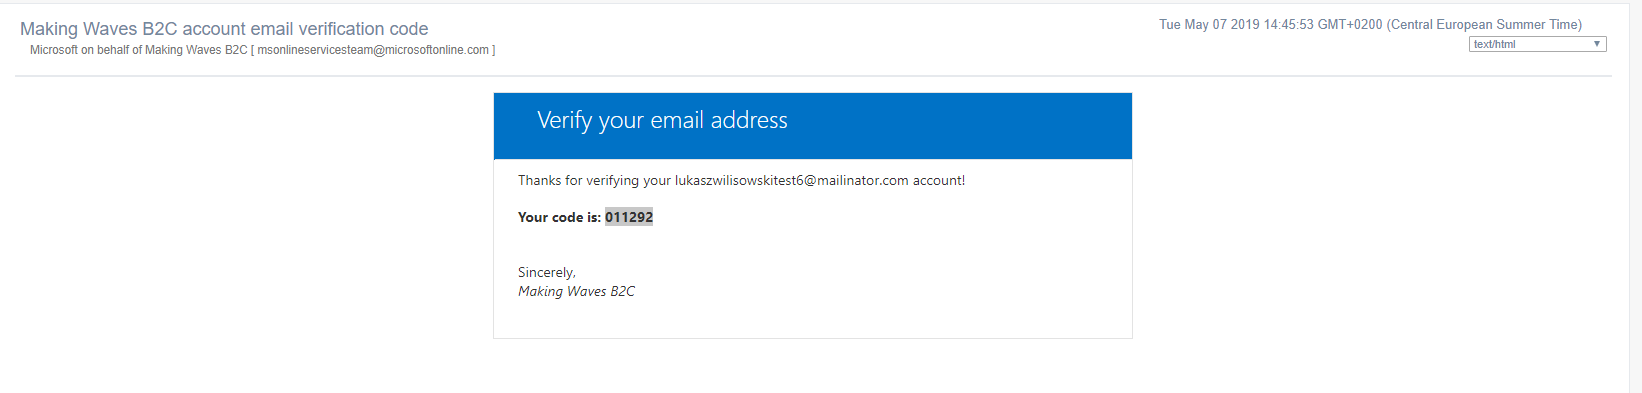 Making Waves B2C account email verification code
Tue May 07 2019 14:45:53 GMT+0200 (Central European Summer Time)
Microsoft on behalf of Making Waves B2C [ msonlineservicesteam@microsoftonline.com ]
text/html
Verify your email address
Thanks for verifying your lukaszwilisowskitest6@mailinator.com account!
Your code is: 011292
Sincerely,
Making Waves B2C